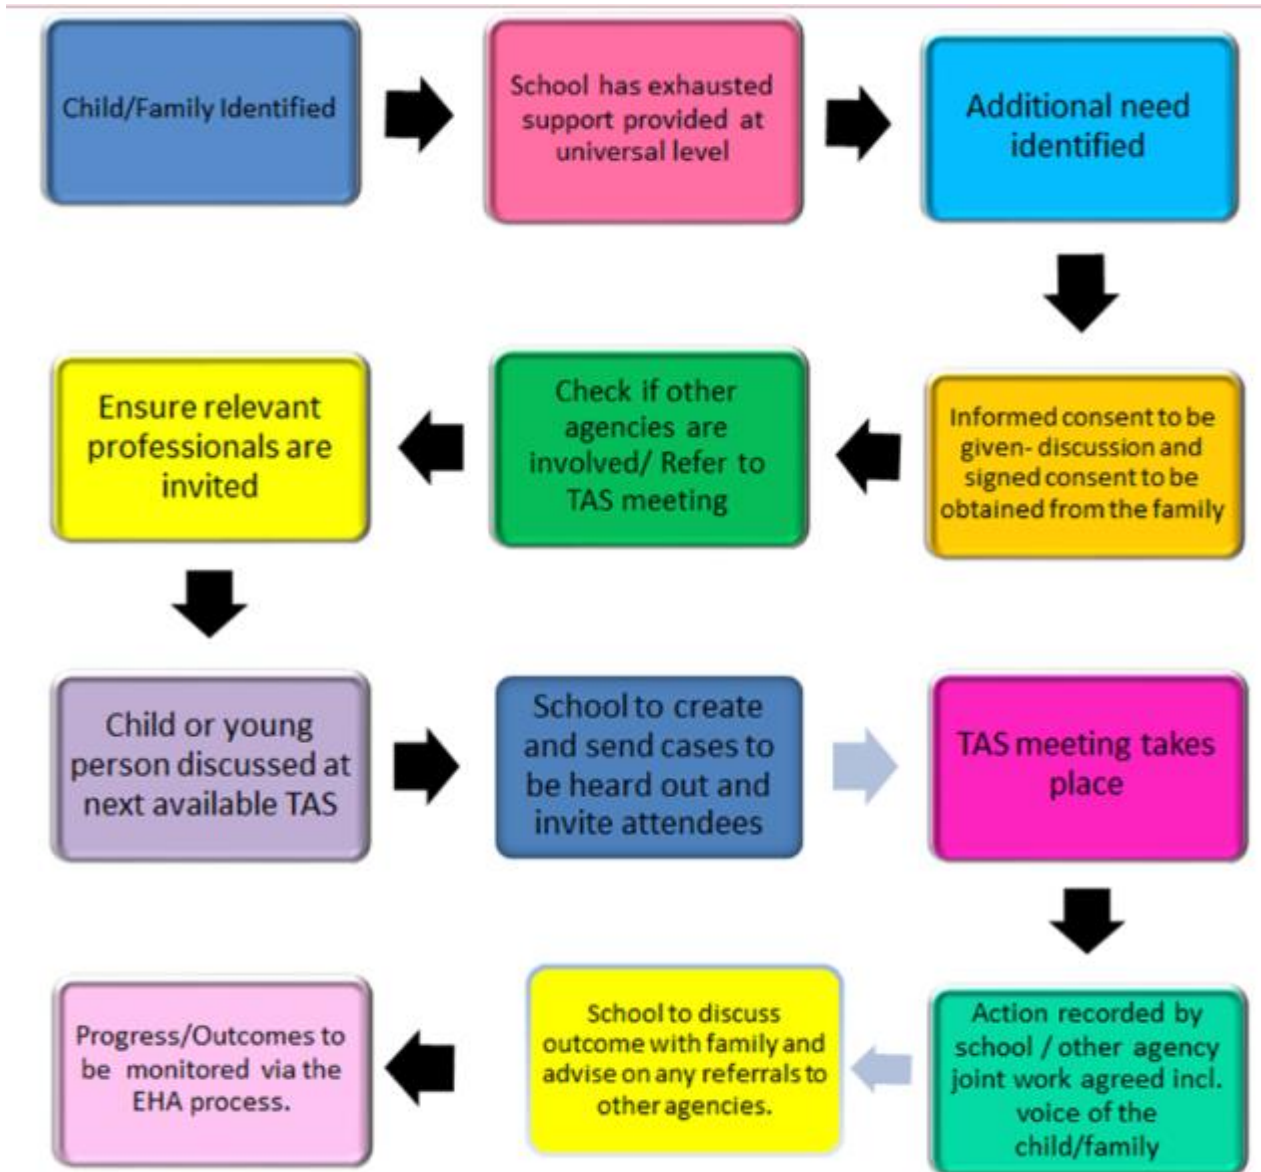 Child/Family Identified
School has exhausted
support provided at
universal level
Additional need
identified
Informed consent to be
given- discussion and
signed consent to be
obtained from the family
Check if other
agencies are
involved/ Refer to
TAS meeting
Ensure relevant
professionals are
invited
Child or young
person discussed at
next available TAS
School to create
and send cases to
be heard out and
invite attendees
TAS meeting takes
place
Action recorded by
school / other agency
joint work agreed incl.
voice of the
child/family
School to discuss
outcome with family and
advise on any referrals to
other agencies.
Progress/Outcomes to
be monitored via the
EHA process.